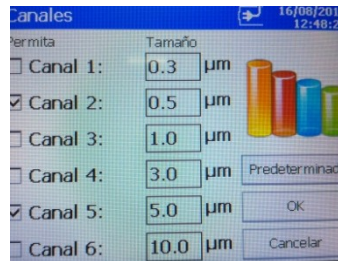 Canales 16/08/201
12:48:2
Permita Tamaño
Canal 1: 0.3 µm
Canal 2: 0.5 µm
Canal 3: 1.0 µm
Canal 4: 3.0 µm Predeterminad
Canal 5: 5.0 µm OK
Canal 6: 10.0 µm Cancelar